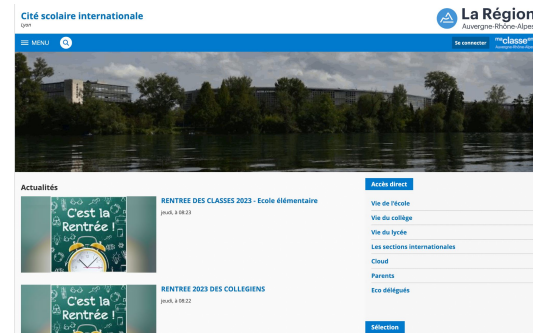 Cité scolaire internationale
Lyon
La Région
Auvergne-Rhône-Alpes
MENU
Se connecter
ma classe
Auvergne-Rhône-Alpes
Actualités
C'est la
Rentrée !
RENTREE DES CLASSES 2023 - Ecole élémentaire
jeudi, à 08:23
C'est la
Rentrée !
RENTREE 2023 DES COLLEGIENS
jeudi, à 08:22
Accès direct
Vie de l'école
Vie du collège
Vie du lycée
Les sections internationales
Cloud
Parents
Eco délégués
Sélection